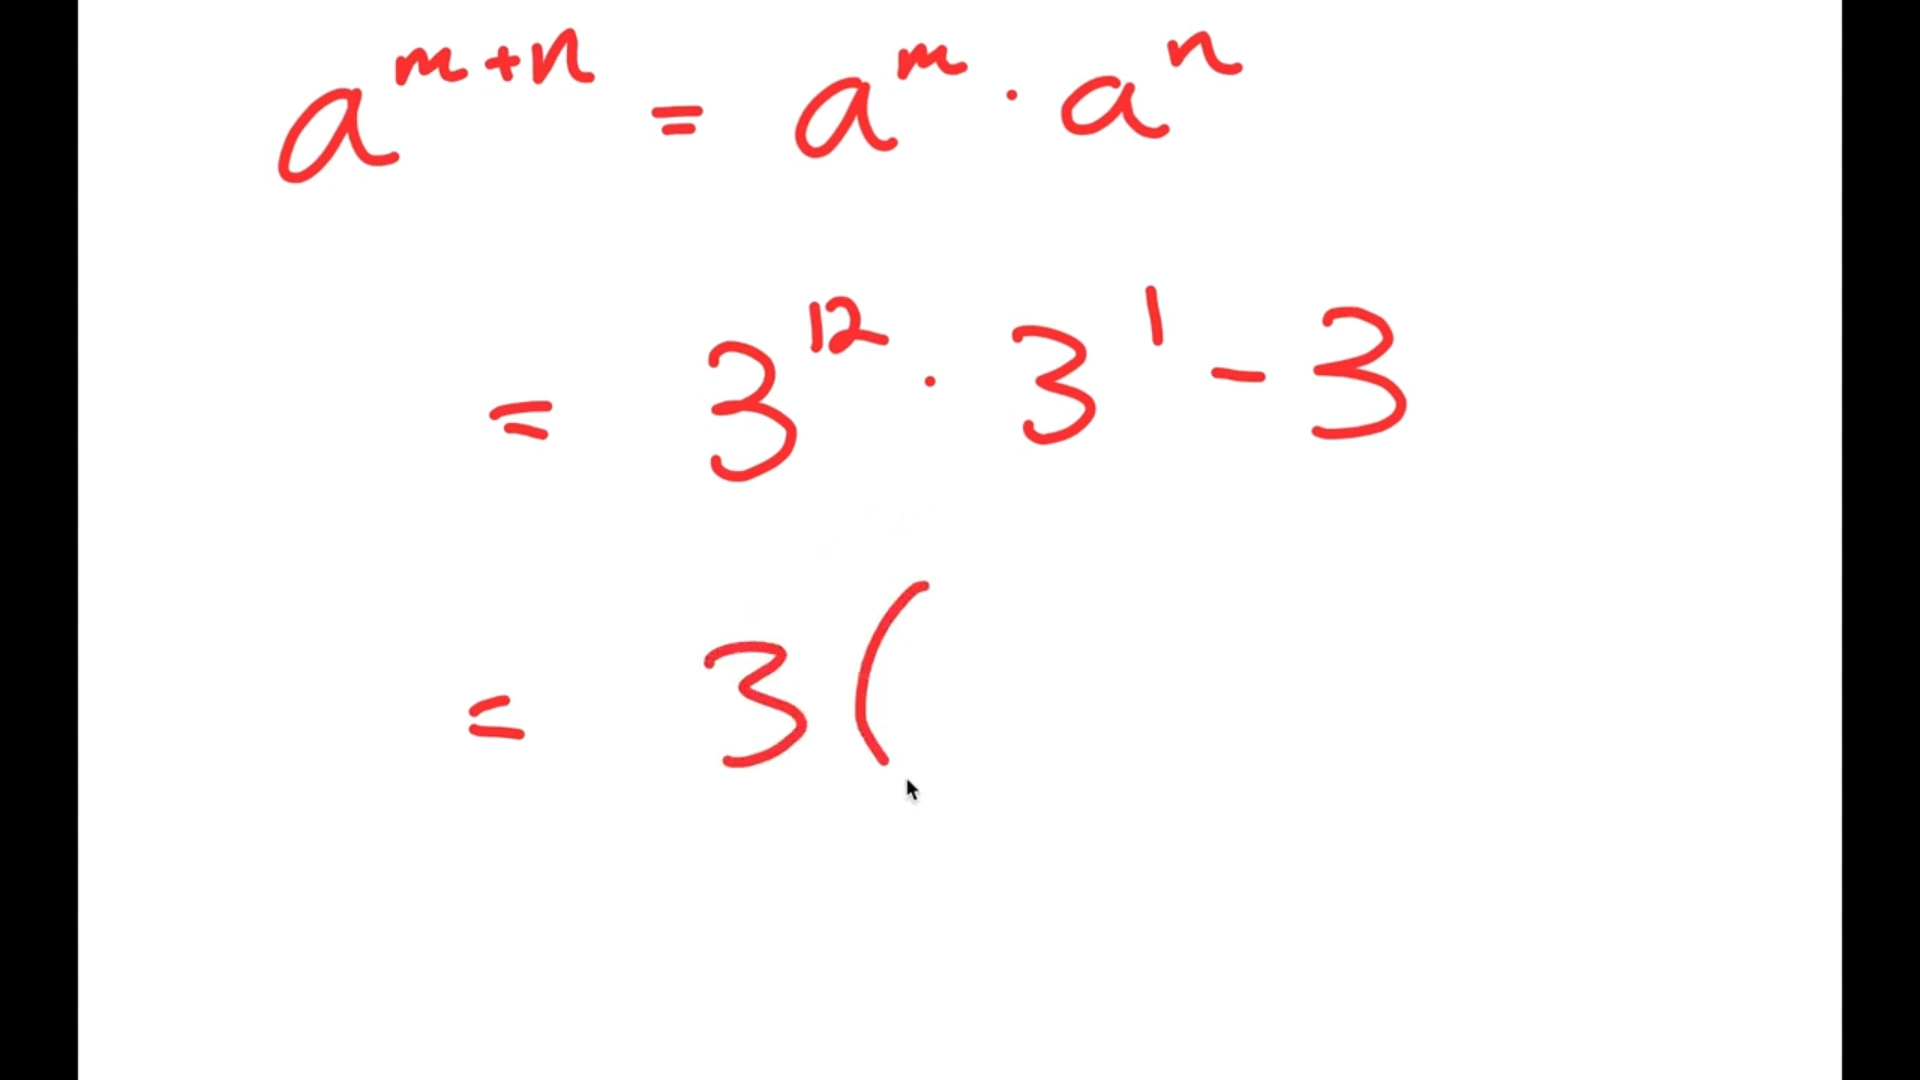 a^{m+n} = a^m · a^n
= 3^{12} · 3^1 - 3
= 3 (